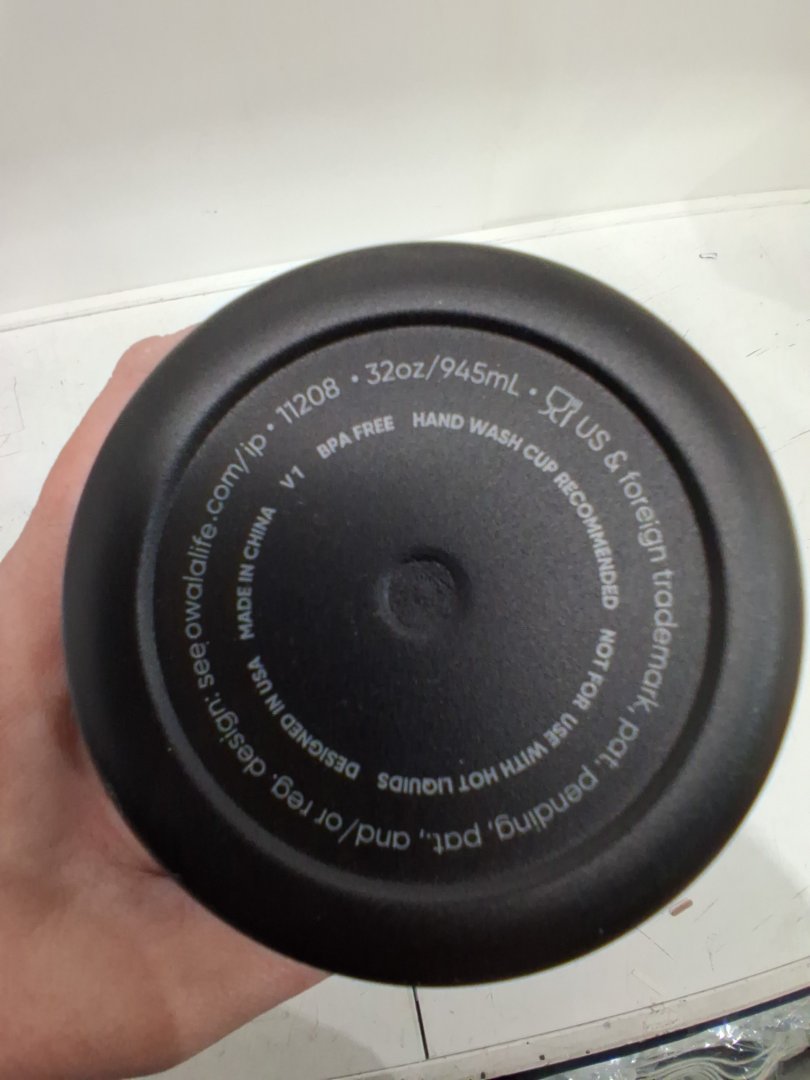 US & foreign trademark, pat. pending, pat., and/or reg. design: see owalalife.com/ip • 11208 • 32oz/945mL •
HAND WASH CUP RECOMMENDED NOT FOR USE WITH HOT LIQUIDS DESIGNED IN USA MADE IN CHINA V1 BPA FREE